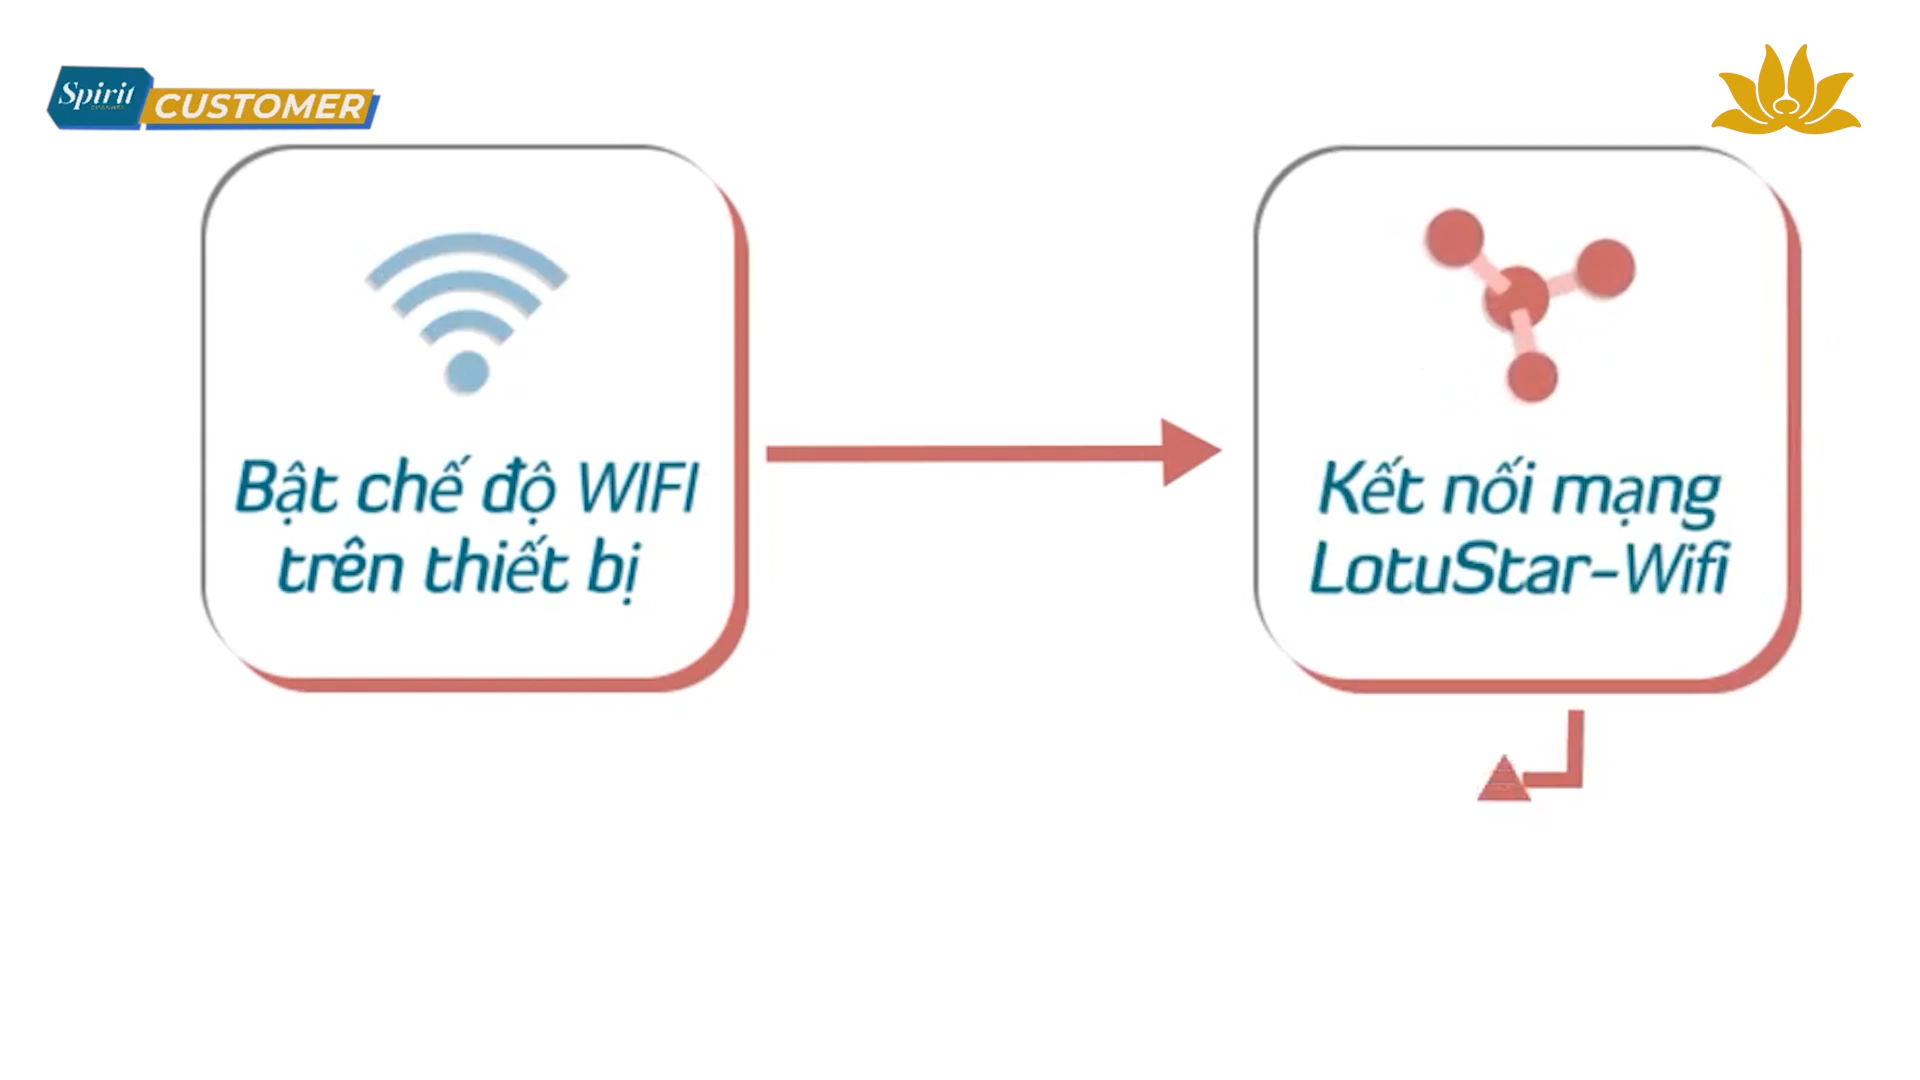 Spirit
CUSTOMER
Bật chế độ WIFI
trên thiết bị
Kết nối mạng
LotuStar-Wifi